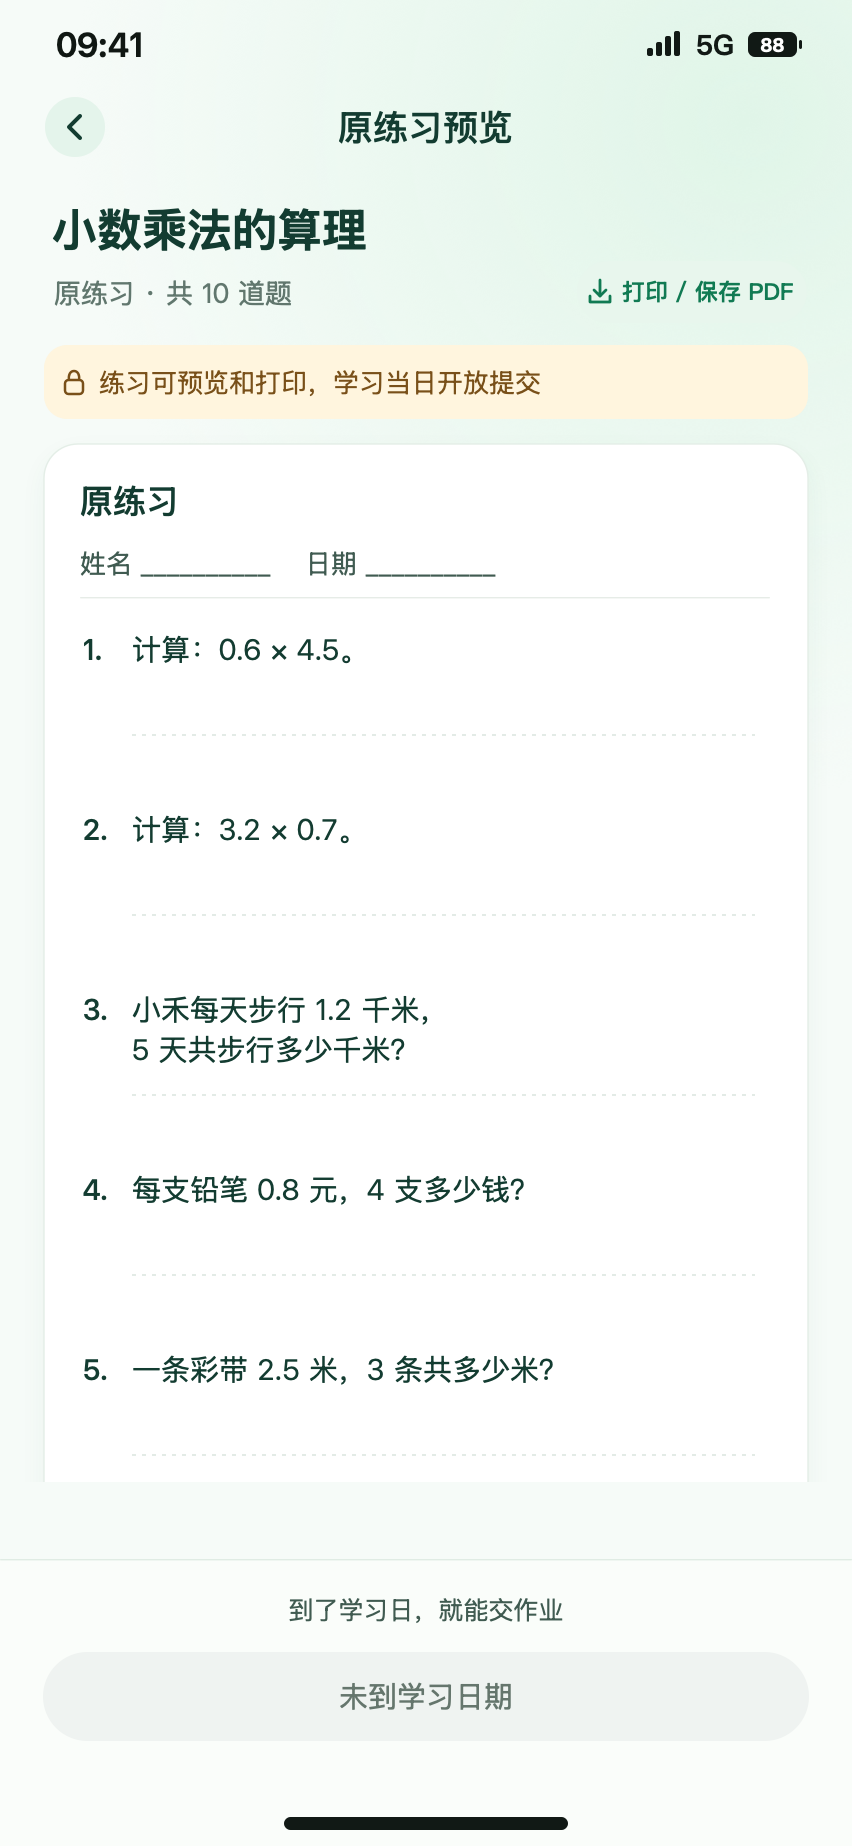 09:41
5G 88
原练习预览
小数乘法的算理
原练习 · 共 10 道题
打印 / 保存 PDF
练习可预览和打印，学习当日开放提交
原练习
姓名 __________ 日期 __________
1. 计算：0.6 × 4.5。
2. 计算：3.2 × 0.7。
3. 小禾每天步行 1.2 千米，
5 天共步行多少千米？
4. 每支铅笔 0.8 元，4 支多少钱？
5. 一条彩带 2.5 米，3 条共多少米？
到了学习日，就能交作业
未到学习日期